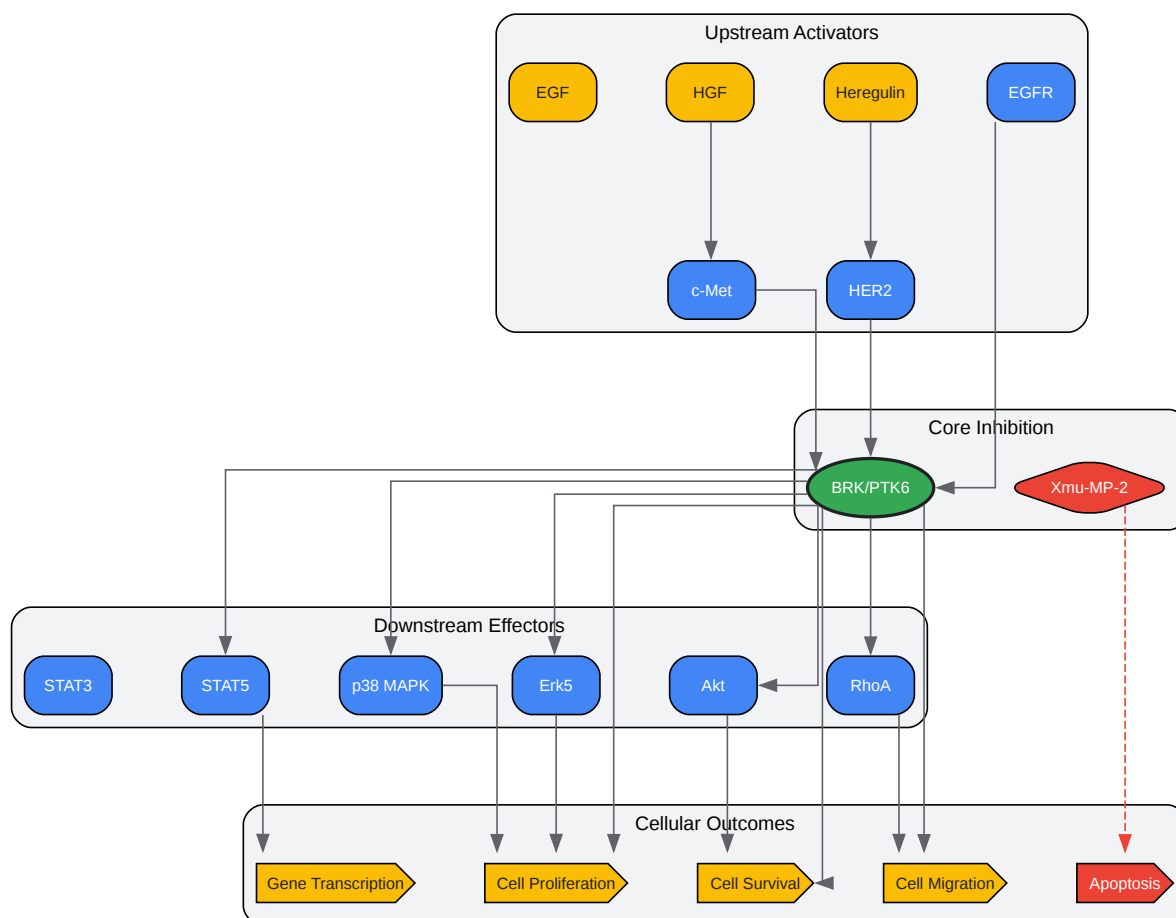 Upstream Activators
EGF
HGF
Heregulin
EGFR
c-Met
HER2
Core Inhibition
BRK/PTK6
Xmu-MP-2
Downstream Effectors
STAT3
STAT5
p38 MAPK
Erk5
Akt
RhoA
Cellular Outcomes
Gene Transcription
Cell Proliferation
Cell Survival
Cell Migration
Apoptosis